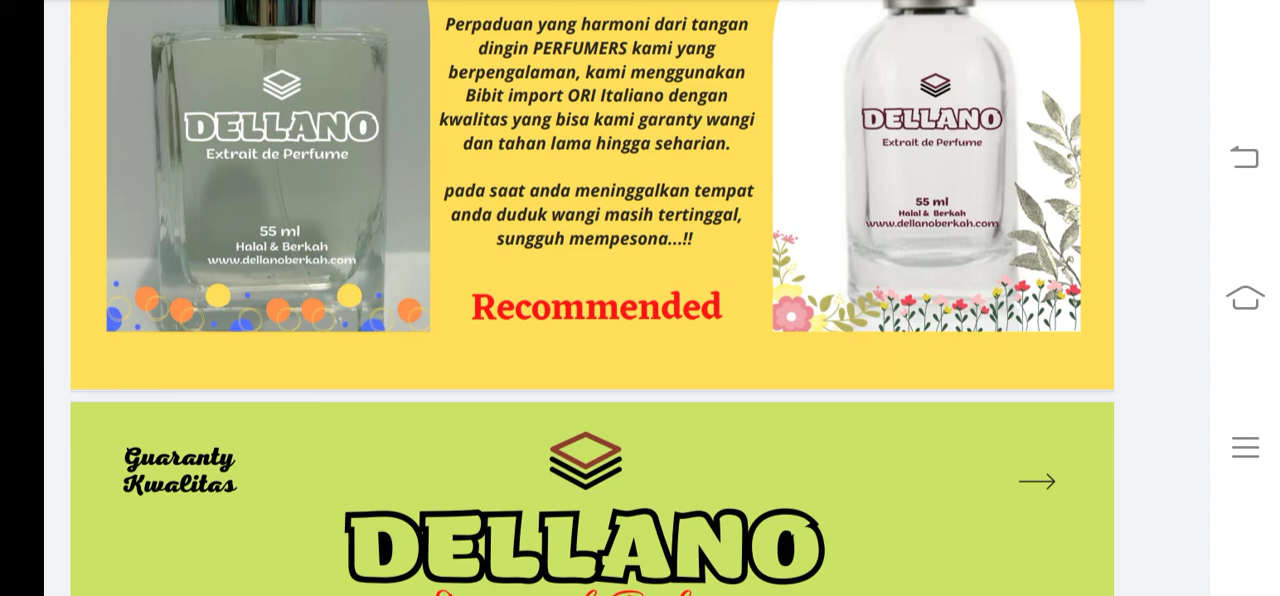 DELLANO
Extrait de Perfume
55 ml
Halal & Berkah
www.dellanoberkah.com
Perpaduan yang harmoni dari tangan
dingin PERFUMERS kami yang
berpengalaman, kami menggunakan
Bibit import ORI Italiano dengan
kwalitas yang bisa kami garanty wangi
dan tahan lama hingga seharian.
pada saat anda meninggalkan tempat
anda duduk wangi masih tertinggal,
sungguh mempesona...!!
Recommended
DELLANO
Extrait de Perfume
55 ml
Halal & Berkah
www.dellanoberkah.com
Guaranty
Kwalitas
DELLANO